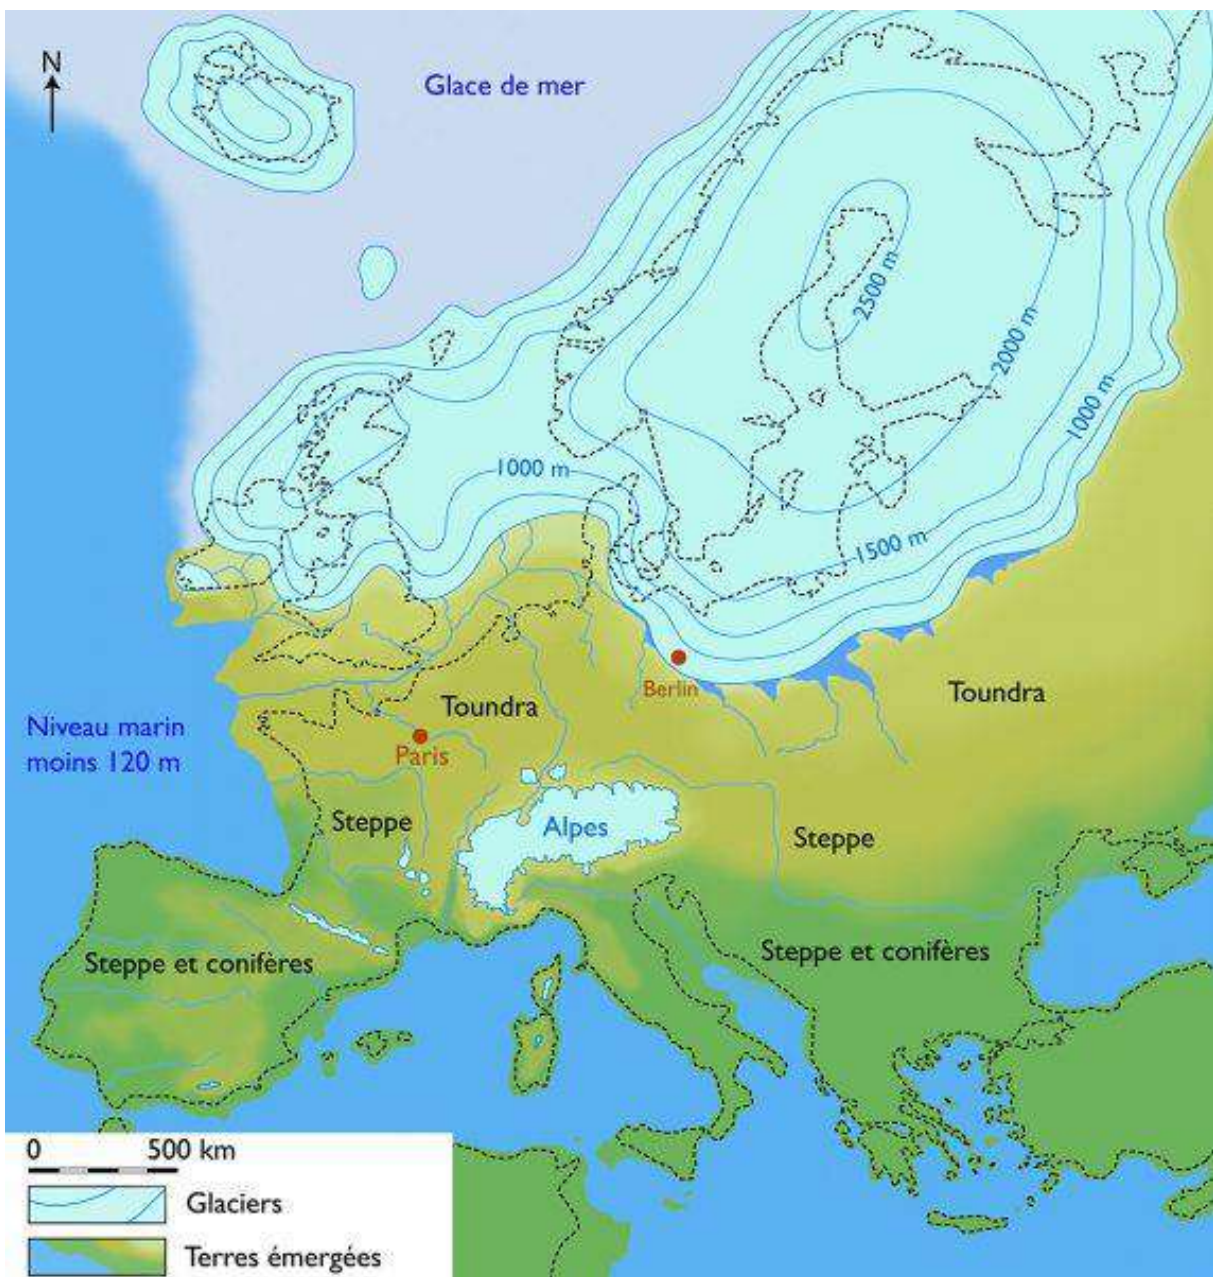 N
Glace de mer
2500 m
2000 m
1000 m
1000 m
1500 m
Berlin
Toundra
Toundra
Niveau marin
moins 120 m
Paris
Steppe
Alpes
Steppe
Steppe et conifères
Steppe et conifères
0 500 km
Glaciers
Terres émergées